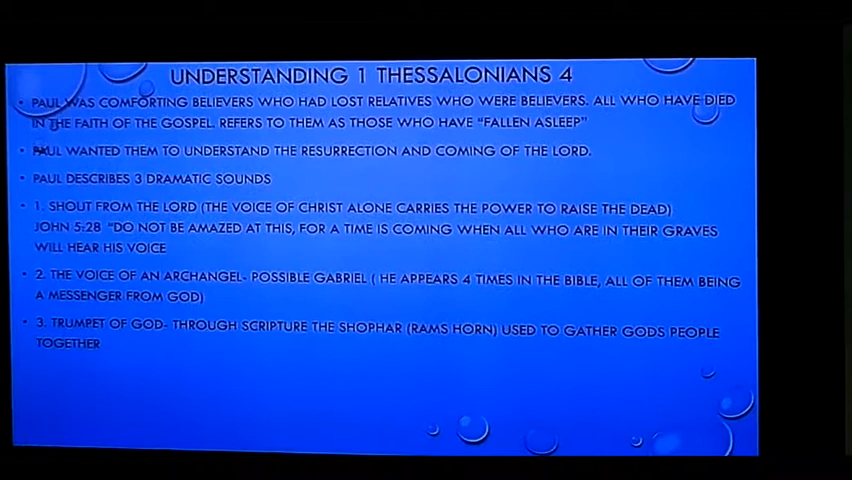 UNDERSTANDING 1 THESSALONIANS 4
• PAUL WAS COMFORTING BELIEVERS WHO HAD LOST RELATIVES WHO WERE BELIEVERS. ALL WHO HAVE DIED
IN THE FAITH OF THE GOSPEL. REFERS TO THEM AS THOSE WHO HAVE "FALLEN ASLEEP"
• PAUL WANTED THEM TO UNDERSTAND THE RESURRECTION AND COMING OF THE LORD.
• PAUL DESCRIBES 3 DRAMATIC SOUNDS
• 1. SHOUT FROM THE LORD (THE VOICE OF CHRIST ALONE CARRIES THE POWER TO RAISE THE DEAD)
JOHN 5:28 "DO NOT BE AMAZED AT THIS, FOR A TIME IS COMING WHEN ALL WHO ARE IN THEIR GRAVES
WILL HEAR HIS VOICE
• 2. THE VOICE OF AN ARCHANGEL- POSSIBLE GABRIEL ( HE APPEARS 4 TIMES IN THE BIBLE, ALL OF THEM BEING
A MESSENGER FROM GOD)
• 3. TRUMPET OF GOD- THROUGH SCRIPTURE THE SHOPHAR (RAMS HORN) USED TO GATHER GODS PEOPLE
TOGETHER